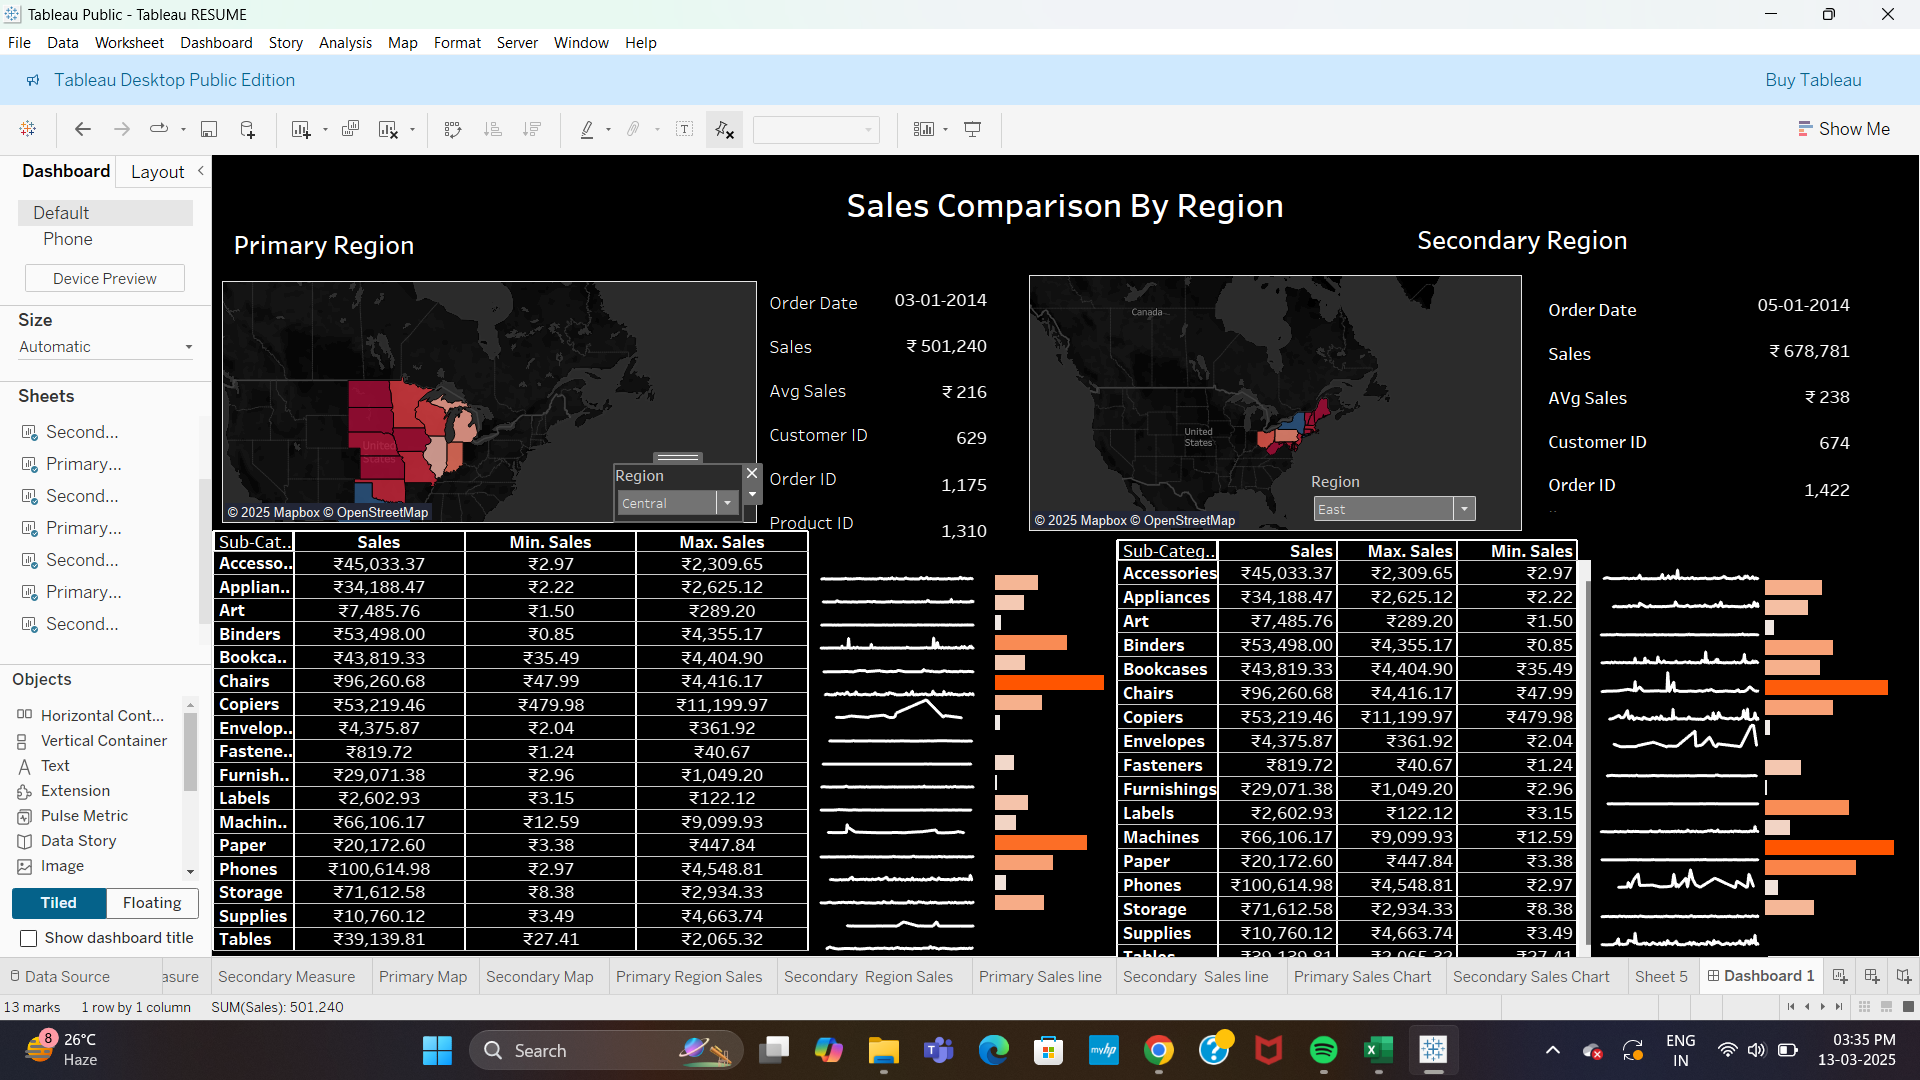 Tableau Public - Tableau RESUME
File Data Worksheet Dashboard Story Analysis Map Format Server Window Help
Tableau Desktop Public Edition
Buy Tableau
Show Me
Dashboard Layout
Default
Phone
Device Preview
Size
Automatic
Sheets
Second...
Primary...
Second...
Primary...
Second...
Primary...
Second...
Objects
Horizontal Cont...
Vertical Container
Text
Extension
Pulse Metric
Data Story
Image
Tiled Floating
Show dashboard title
Sales Comparison By Region
Primary Region
Order Date 03-01-2014
Sales ₹ 501,240
Avg Sales ₹ 216
Customer ID 629
Order ID 1,175
Product ID 1,310
United States
Region
Central
© 2025 Mapbox © OpenStreetMap
Secondary Region
Canada
United
States
Region
East
© 2025 Mapbox © OpenStreetMap
Order Date 05-01-2014
Sales ₹ 678,781
AVg Sales ₹ 238
Customer ID 674
Order ID 1,422
Sub-Cat.. Sales Min. Sales Max. Sales
Accesso.. ₹45,033.37 ₹2.97 ₹2,309.65
Applian.. ₹34,188.47 ₹2.22 ₹2,625.12
Art ₹7,485.76 ₹1.50 ₹289.20
Binders ₹53,498.00 ₹0.85 ₹4,355.17
Bookca.. ₹43,819.33 ₹35.49 ₹4,404.90
Chairs ₹96,260.68 ₹47.99 ₹4,416.17
Copiers ₹53,219.46 ₹479.98 ₹11,199.97
Envelop.. ₹4,375.87 ₹2.04 ₹361.92
Fastene.. ₹819.72 ₹1.24 ₹40.67
Furnish.. ₹29,071.38 ₹2.96 ₹1,049.20
Labels ₹2,602.93 ₹3.15 ₹122.12
Machin.. ₹66,106.17 ₹12.59 ₹9,099.93
Paper ₹20,172.60 ₹3.38 ₹447.84
Phones ₹100,614.98 ₹2.97 ₹4,548.81
Storage ₹71,612.58 ₹8.38 ₹2,934.33
Supplies ₹10,760.12 ₹3.49 ₹4,663.74
Tables ₹39,139.81 ₹27.41 ₹2,065.32
Sub-Categ.. Sales Max. Sales Min. Sales
Accessories ₹45,033.37 ₹2,309.65 ₹2.97
Appliances ₹34,188.47 ₹2,625.12 ₹2.22
Art ₹7,485.76 ₹289.20 ₹1.50
Binders ₹53,498.00 ₹4,355.17 ₹0.85
Bookcases ₹43,819.33 ₹4,404.90 ₹35.49
Chairs ₹96,260.68 ₹4,416.17 ₹47.99
Copiers ₹53,219.46 ₹11,199.97 ₹479.98
Envelopes ₹4,375.87 ₹361.92 ₹2.04
Fasteners ₹819.72 ₹40.67 ₹1.24
Furnishings ₹29,071.38 ₹1,049.20 ₹2.96
Labels ₹2,602.93 ₹122.12 ₹3.15
Machines ₹66,106.17 ₹9,099.93 ₹12.59
Paper ₹20,172.60 ₹447.84 ₹3.38
Phones ₹100,614.98 ₹4,548.81 ₹2.97
Storage ₹71,612.58 ₹2,934.33 ₹8.38
Supplies ₹10,760.12 ₹4,663.74 ₹3.49
Tables ₹39,139.81 ₹2,065.32 ₹27.41
Data Source asure Secondary Measure Primary Map Secondary Map Primary Region Sales Secondary Region Sales Primary Sales line Secondary Sales line Primary Sales Chart Secondary Sales Chart Sheet 5 Dashboard 1
13 marks 1 row by 1 column SUM(Sales): 501,240
8
26°C
Haze
Search
myhp
ENG
IN
03:35 PM
13-03-2025